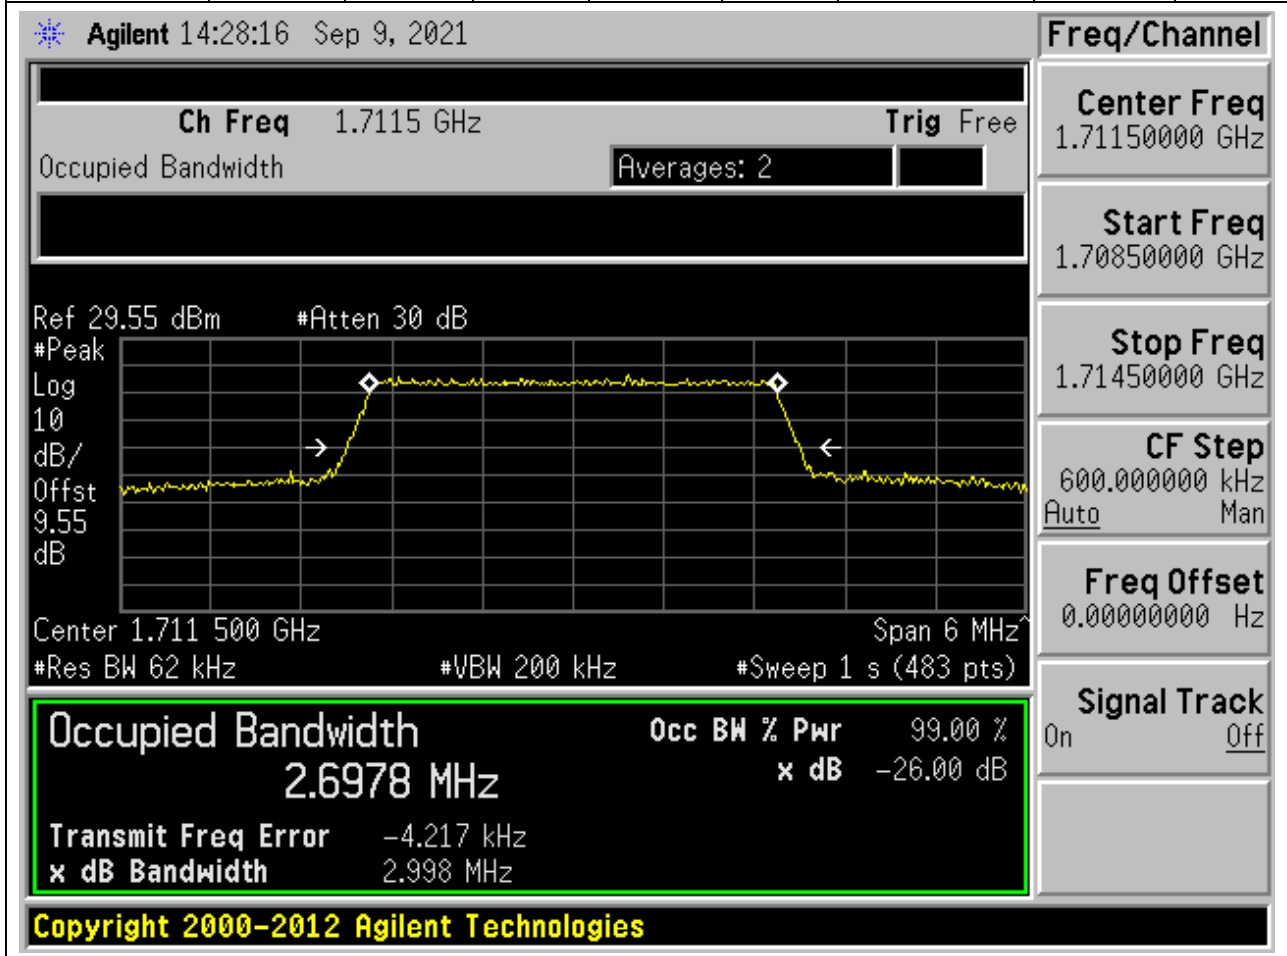 Agilent 14:28:16 Sep 9, 2021
Freq/Channel
Ch Freq 1.7115 GHz Trig Free
Occupied Bandwidth Averages: 2
Ref 29.55 dBm #Atten 30 dB
#Peak
Log
10
dB/
Offst
9.55
dB
Center 1.711 500 GHz Span 6 MHz^
#Res BW 62 kHz #VBW 200 kHz #Sweep 1 s (483 pts)
Occupied Bandwidth
2.6978 MHz
Occ BW % Pwr 99.00 %
x dB -26.00 dB
Transmit Freq Error -4.217 kHz
x dB Bandwidth 2.998 MHz
Copyright 2000-2012 Agilent Technologies
Center Freq
1.71150000 GHz
Start Freq
1.70850000 GHz
Stop Freq
1.71450000 GHz
CF Step
600.000000 kHz
Auto Man
Freq Offset
0.00000000 Hz
Signal Track
On Off